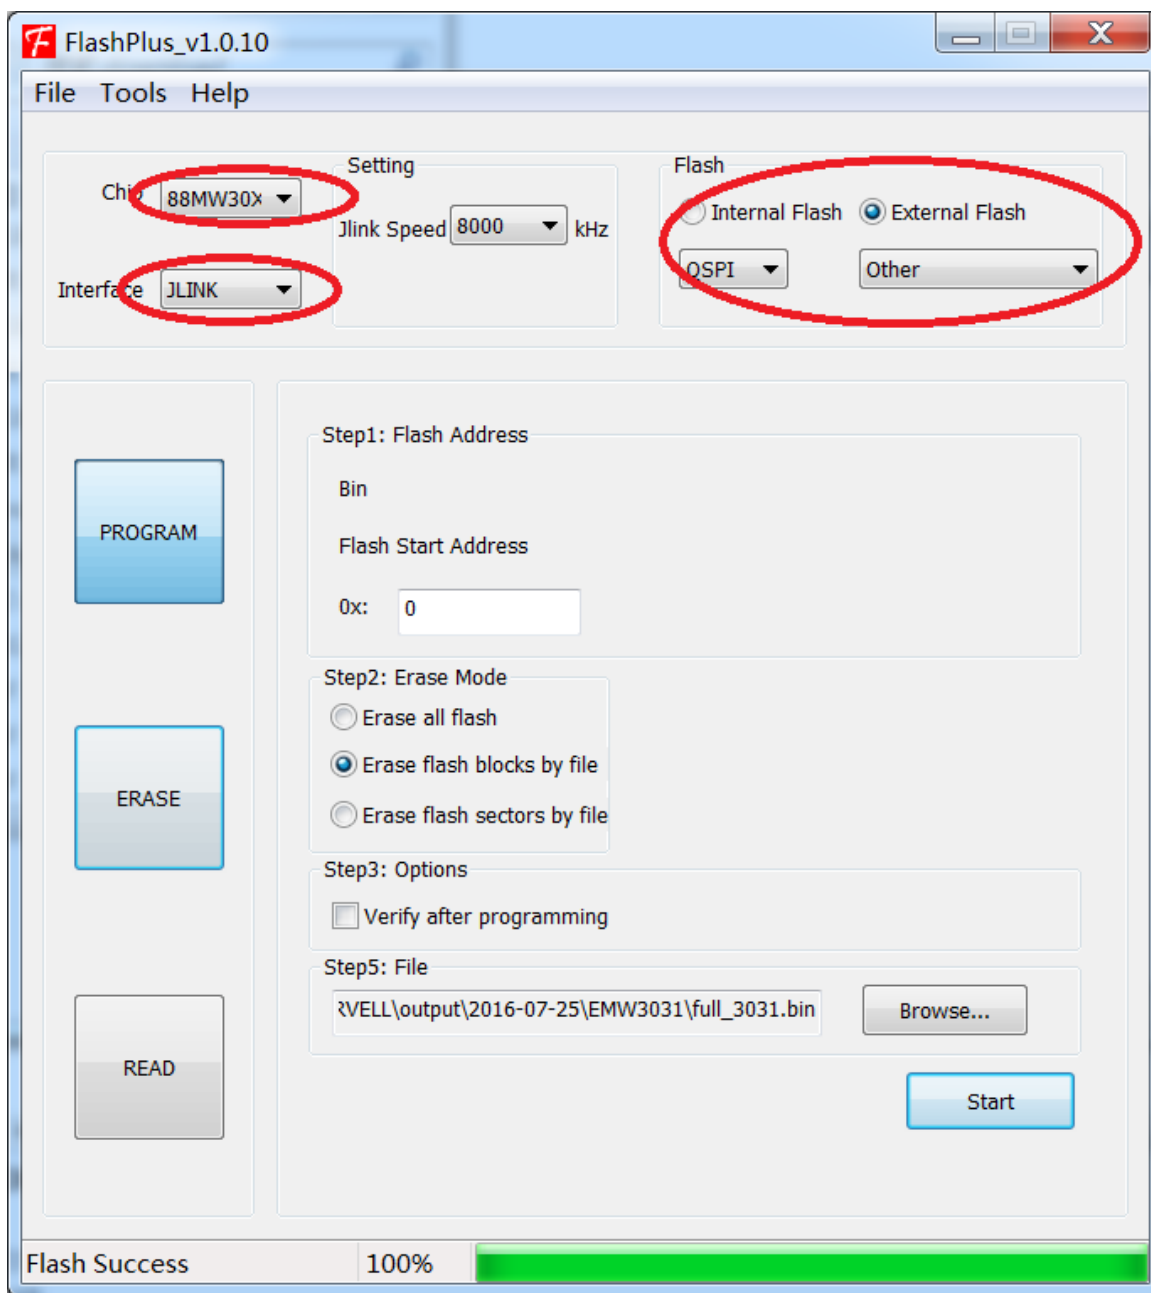 FlashPlus_v1.0.10
File Tools Help
Chip 88MW30X
Interface JLINK
Setting
Jlink Speed 8000 kHz
Flash
Internal Flash External Flash
QSPI Other
PROGRAM
ERASE
READ
Step1: Flash Address
Bin
Flash Start Address
0x: 0
Step2: Erase Mode
Erase all flash
Erase flash blocks by file
Erase flash sectors by file
Step3: Options
Verify after programming
Step5: File
RVELL\output\2016-07-25\EMW3031\full_3031.bin Browse...
Start
Flash Success 100%